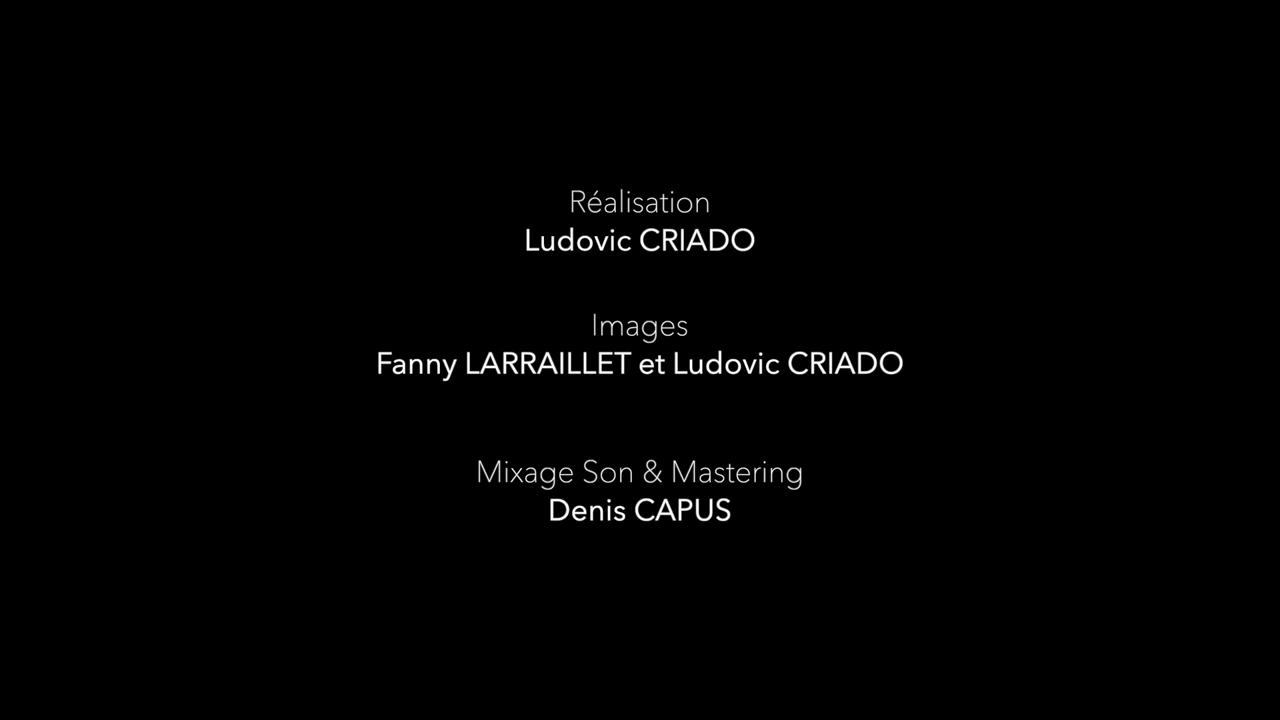 Réalisation
Ludovic CRIADO
Images
Fanny LARRAILLET et Ludovic CRIADO
Mixage Son & Mastering
Denis CAPUS